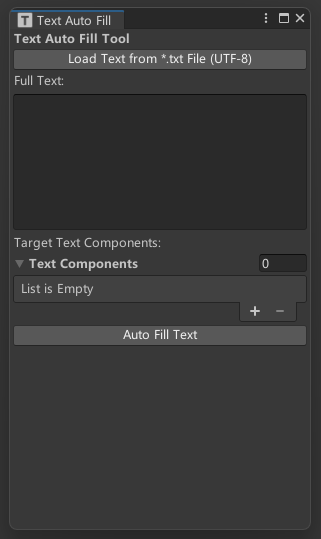 T Text Auto Fill
Text Auto Fill Tool
Load Text from *.txt File (UTF-8)
Full Text:
Target Text Components:
Text Components 0
List is Empty
Auto Fill Text